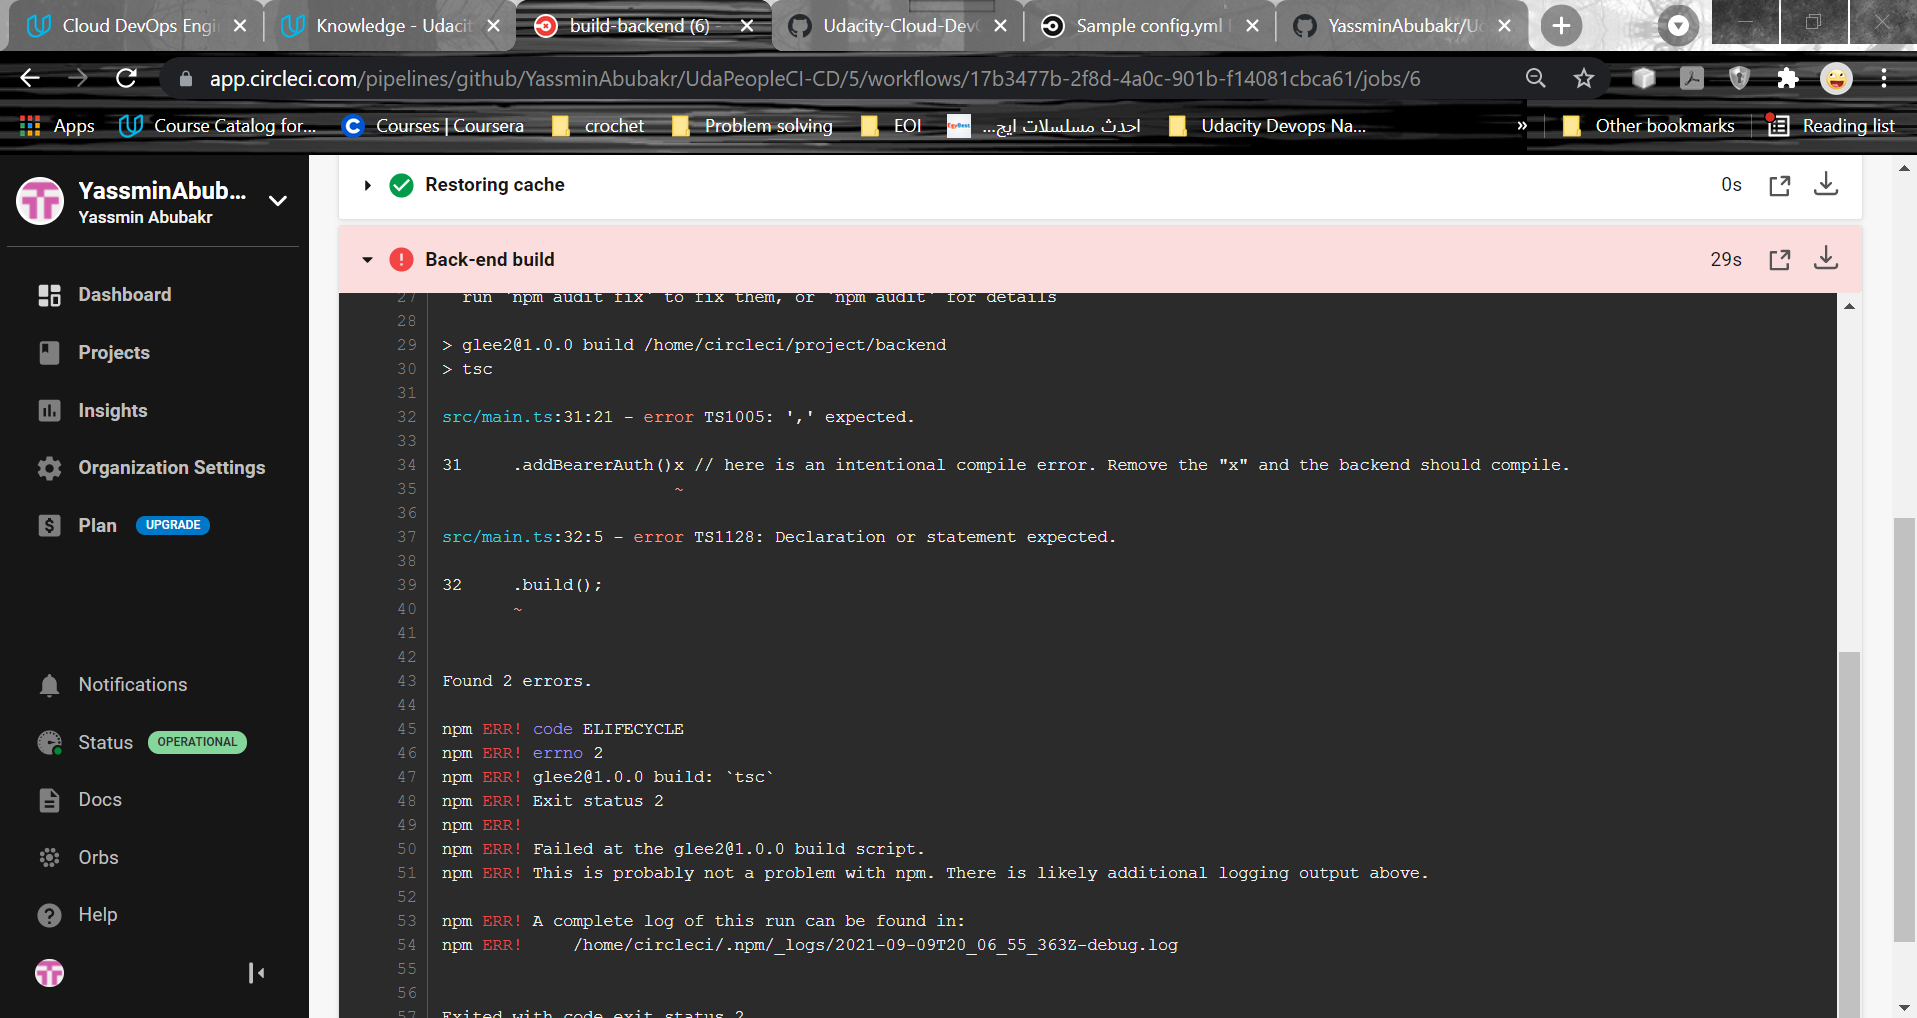 Cloud DevOps Engi
Knowledge - Udacit
build-backend (6) -
Udacity-Cloud-Dev
Sample config.yml
YassminAbubakr/U
app.circleci.com/pipelines/github/YassminAbubakr/UdaPeopleCI-CD/5/workflows/17b3477b-2f8d-4a0c-901b-f14081cbca61/jobs/6
Apps
Course Catalog for...
C Courses | Coursera
crochet
Problem solving
EOI
EgyBest احدث مسلسلات ايج...
Udacity Devops Na...
»
Other bookmarks
Reading list
YassminAbub...
Yassmin Abubakr
Dashboard
Projects
Insights
Organization Settings
Plan UPGRADE
Notifications
Status OPERATIONAL
Docs
Orbs
Help
Restoring cache 0s
Back-end build 29s
27 run `npm audit fix` to fix them, or `npm audit` for details
28
29 > glee2@1.0.0 build /home/circleci/project/backend
30 > tsc
31
32 src/main.ts:31:21 - error TS1005: ',' expected.
33
34 31 .addBearerAuth()x // here is an intentional compile error. Remove the "x" and the backend should compile.
35 ~
36
37 src/main.ts:32:5 - error TS1128: Declaration or statement expected.
38
39 32 .build();
40 ~
41
42
43 Found 2 errors.
44
45 npm ERR! code ELIFECYCLE
46 npm ERR! errno 2
47 npm ERR! glee2@1.0.0 build: `tsc`
48 npm ERR! Exit status 2
49 npm ERR!
50 npm ERR! Failed at the glee2@1.0.0 build script.
51 npm ERR! This is probably not a problem with npm. There is likely additional logging output above.
52
53 npm ERR! A complete log of this run can be found in:
54 npm ERR! /home/circleci/.npm/_logs/2021-09-09T20_06_55_363Z-debug.log
55
56
57 Exited with code exit status 2